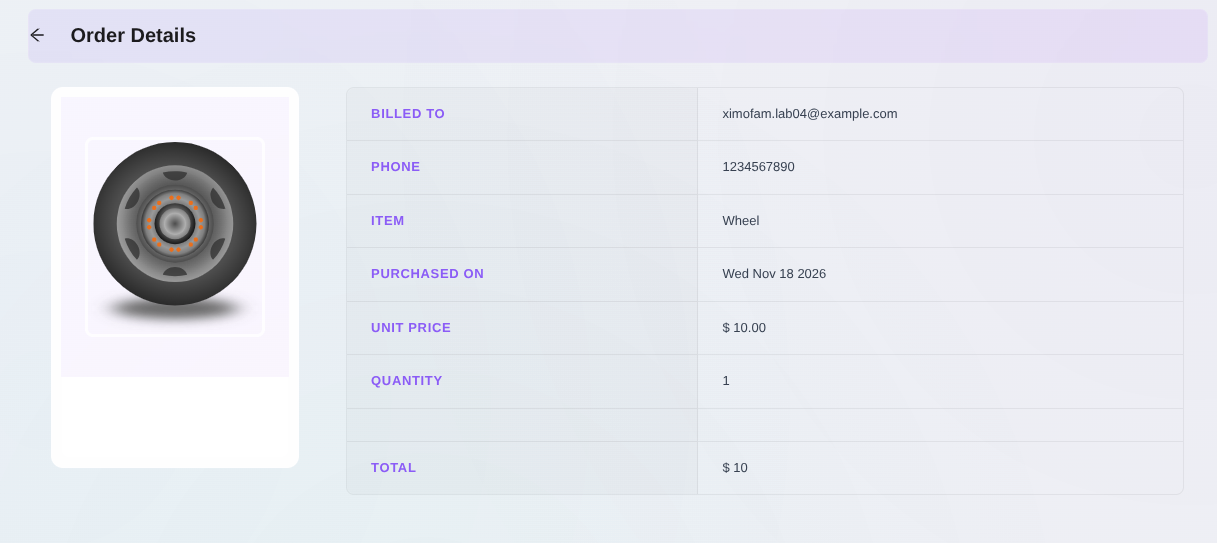 Order Details
BILLED TO ximofam.lab04@example.com
PHONE 1234567890
ITEM Wheel
PURCHASED ON Wed Nov 18 2026
UNIT PRICE $ 10.00
QUANTITY 1
TOTAL $ 10